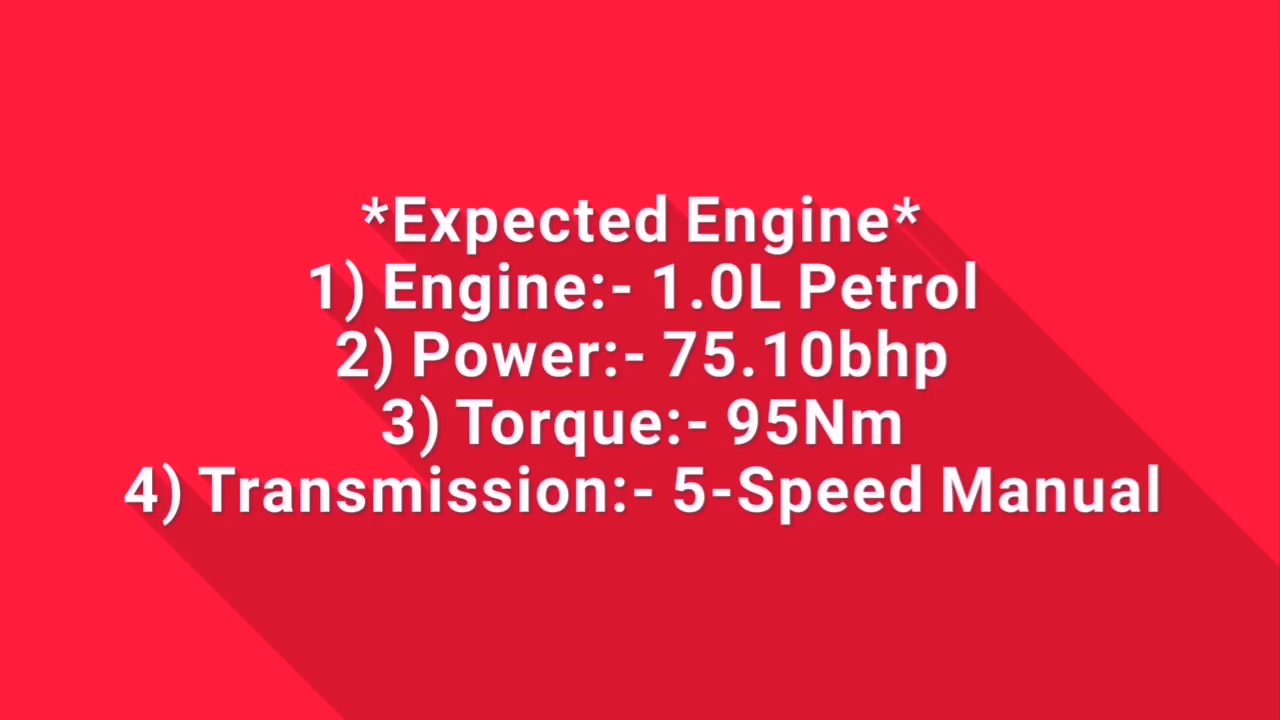 *Expected Engine*
1) Engine:- 1.0L Petrol
2) Power:- 75.10bhp
3) Torque:- 95Nm
4) Transmission:- 5-Speed Manual